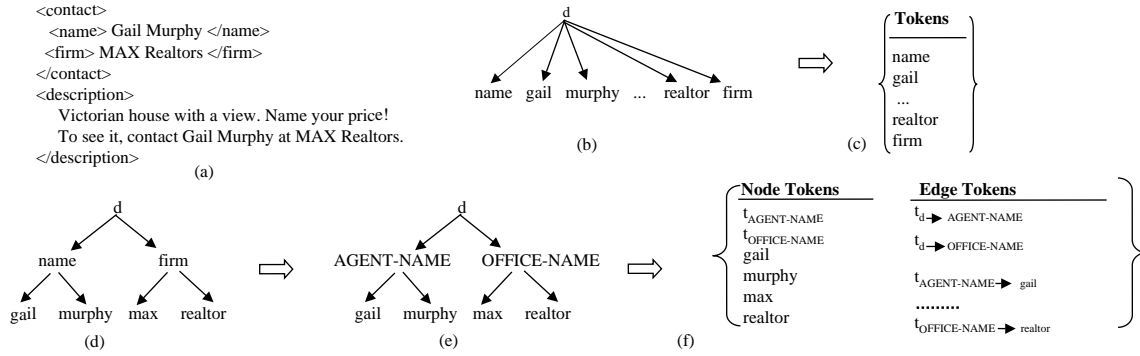 <contact>
<name> Gail Murphy </name>
<firm> MAX Realtors </firm>
</contact>
<description>
Victorian house with a view. Name your price!
To see it, contact Gail Murphy at MAX Realtors.
</description>
(a)
d
name gail murphy ... realtor firm
(b)
Tokens
name
gail
...
realtor
firm
(c)
d
name firm
gail murphy max realtor
(d)
d
AGENT-NAME OFFICE-NAME
gail murphy max realtor
(e)
Node Tokens
tAGENT-NAME
tOFFICE-NAME
gail
murphy
max
realtor
Edge Tokens
td→AGENT-NAME
td→OFFICE-NAME
tAGENT-NAME→gail
.........
tOFFICE-NAME→realtor
(f)